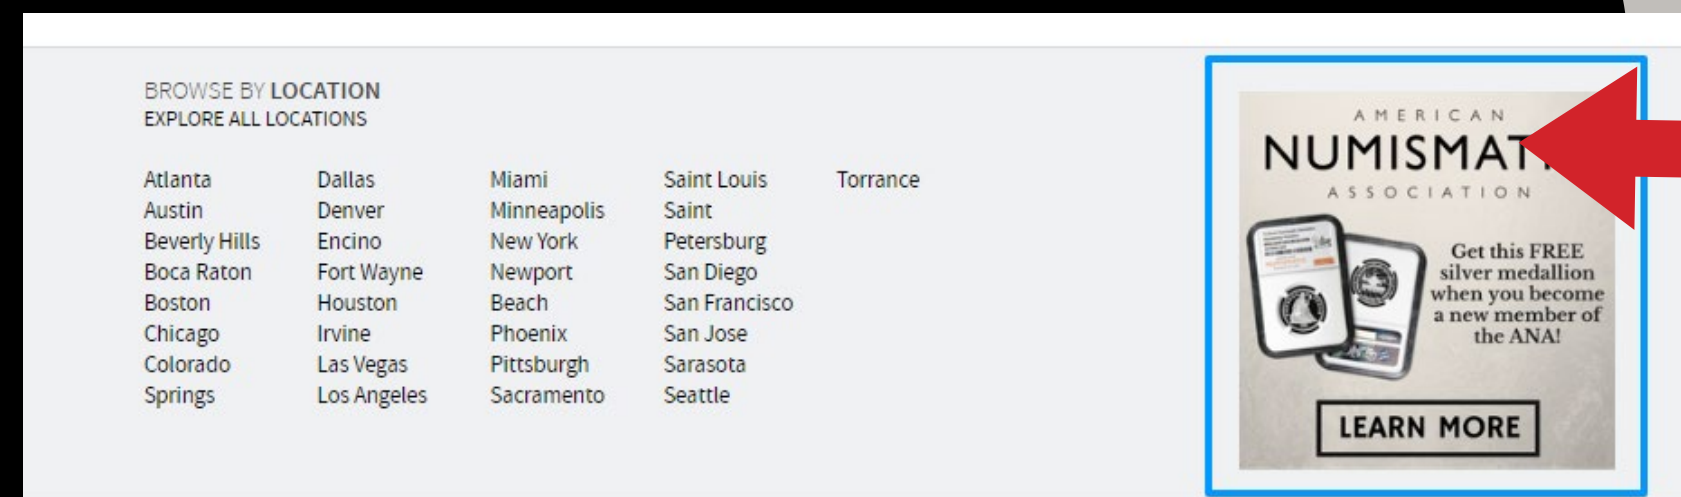 BROWSE BY LOCATION
EXPLORE ALL LOCATIONS
Atlanta
Austin
Beverly Hills
Boca Raton
Boston
Chicago
Colorado
Springs
Dallas
Denver
Encino
Fort Wayne
Houston
Irvine
Las Vegas
Los Angeles
Miami
Minneapolis
New York
Newport
Beach
Phoenix
Pittsburgh
Sacramento
Saint Louis
Saint
Petersburg
San Diego
San Francisco
San Jose
Sarasota
Seattle
Torrance
AMERICAN
NUMISMAT
ASSOCIATION
Get this FREE
silver medallion
when you become
a new member of
the ANA!
LEARN MORE